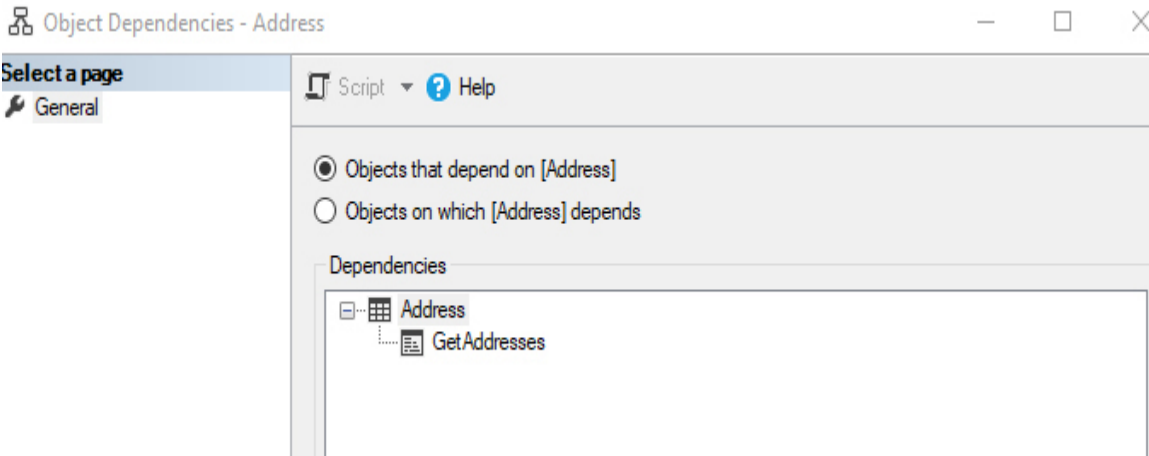 Object Dependencies - Address
Select a page
General
Script Help
Objects that depend on [Address]
Objects on which [Address] depends
Dependencies
Address
GetAddresses